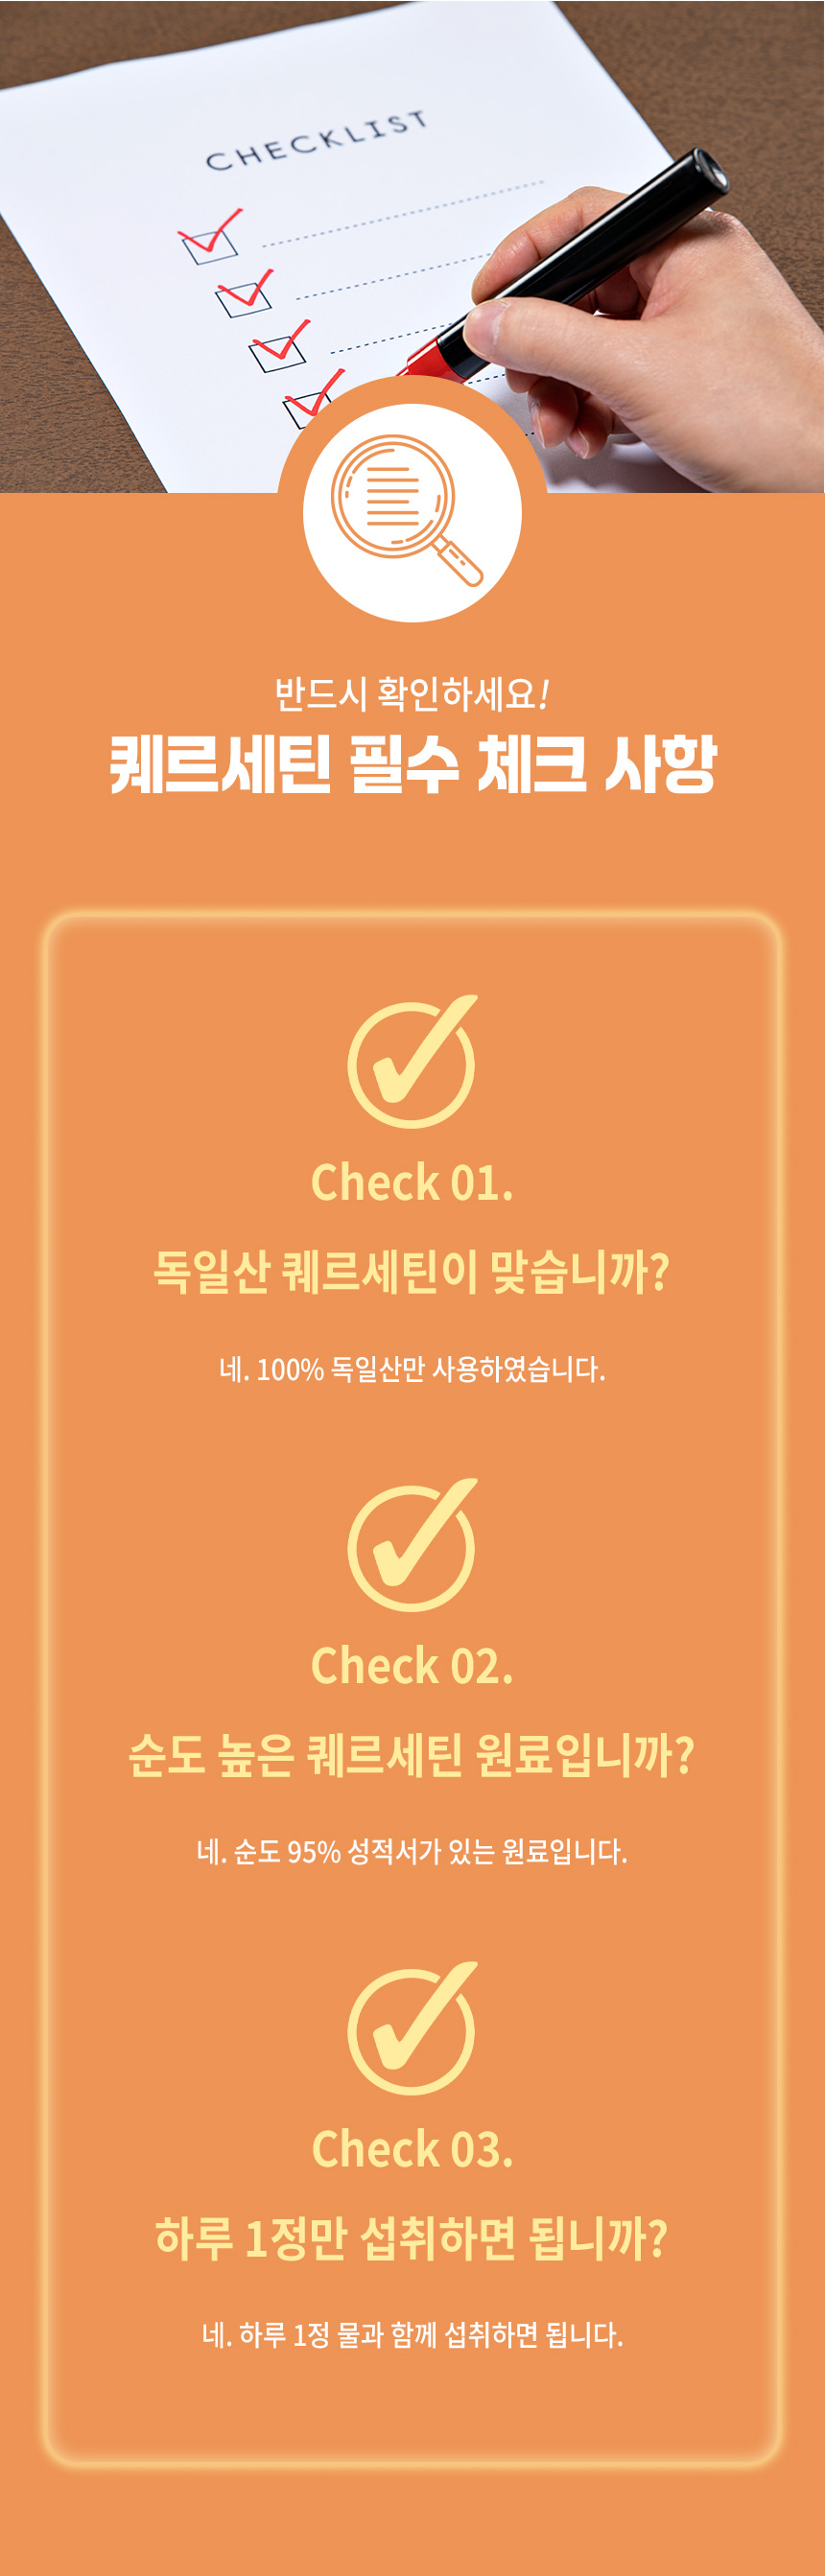 CHECKLIST
반드시 확인하세요!
퀘르세틴 필수 체크 사항
Check 01.
독일산 퀘르세틴이 맞습니까?
네. 100% 독일산만 사용하였습니다.
Check 02.
순도 높은 퀘르세틴 원료입니까?
네. 순도 95% 성적서가 있는 원료입니다.
Check 03.
하루 1정만 섭취하면 됩니까?
네. 하루 1정 물과 함께 섭취하면 됩니다.